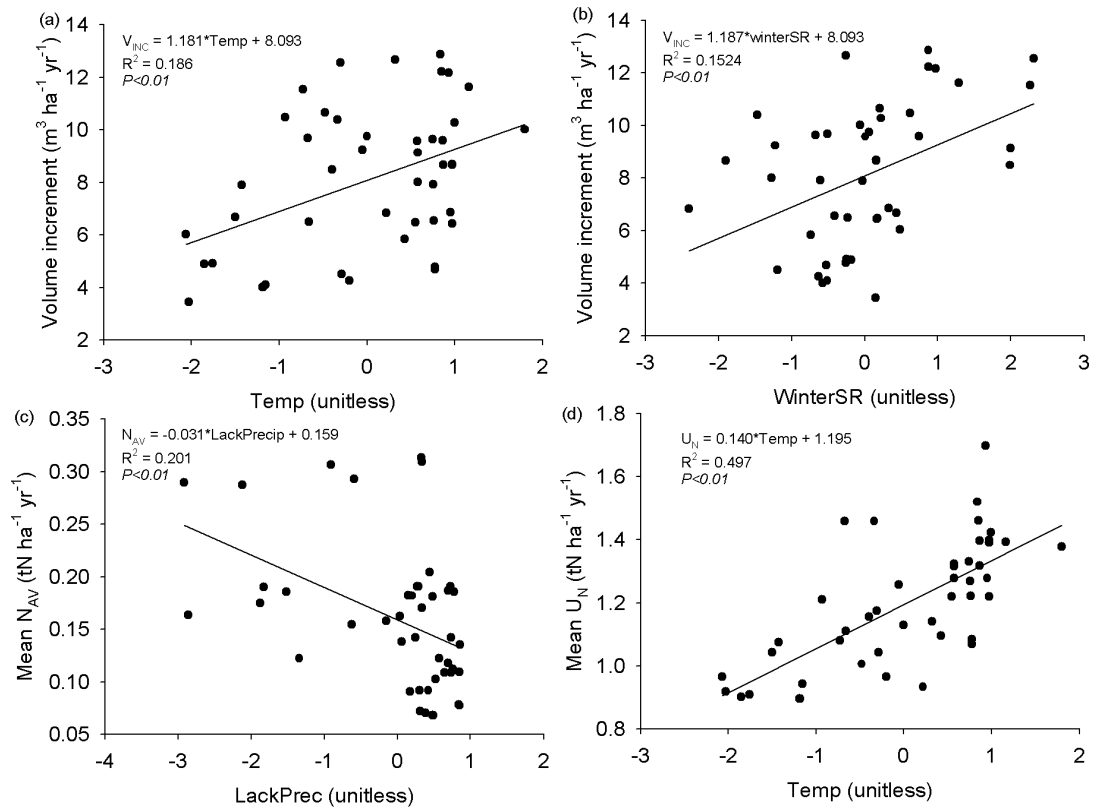 (a)
V_INC = 1.181*Temp + 8.093
R² = 0.186
P<0.01
14
12
10
8
6
4
2
Volume increment (m³ ha⁻¹ yr⁻¹)
-3 -2 -1 0 1 2
Temp (unitless)
(b)
V_INC = 1.187*winterSR + 8.093
R² = 0.1524
P<0.01
14
12
10
8
6
4
2
Volume increment (m³ ha⁻¹ yr⁻¹)
-3 -2 -1 0 1 2 3
WinterSR (unitless)
(c)
N_AV = -0.031*LackPrecip + 0.159
R² = 0.201
P<0.01
0.35
0.30
0.25
0.20
0.15
0.10
0.05
Mean N_AV (tN ha⁻¹ yr⁻¹)
-4 -3 -2 -1 0 1 2
LackPrec (unitless)
(d)
U_N = 0.140*Temp + 1.195
R² = 0.497
P<0.01
1.8
1.6
1.4
1.2
1.0
0.8
Mean U_N (tN ha⁻¹ yr⁻¹)
-3 -2 -1 0 1 2
Temp (unitless)